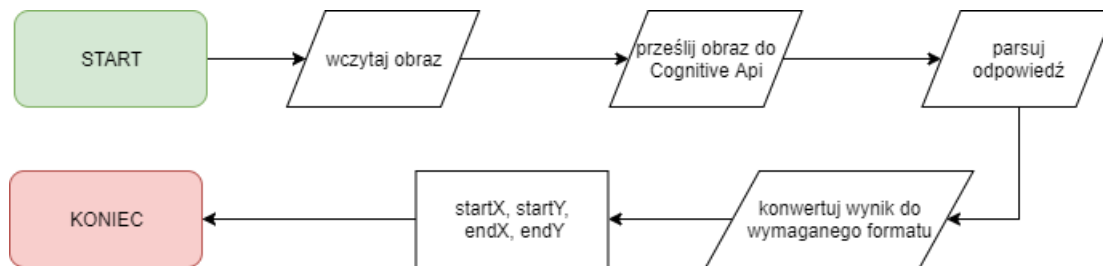 START
wczytaj obraz
prześlij obraz do
Cognitive Api
parsuj
odpowiedź
konwertuj wynik do
wymaganego formatu
startX, startY,
endX, endY
KONIEC